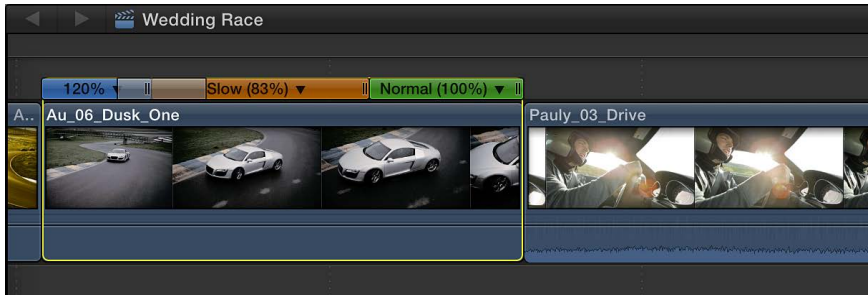 Wedding Race
120% Slow (83%) Normal (100%)
A.. Au_06_Dusk_One Pauly_03_Drive